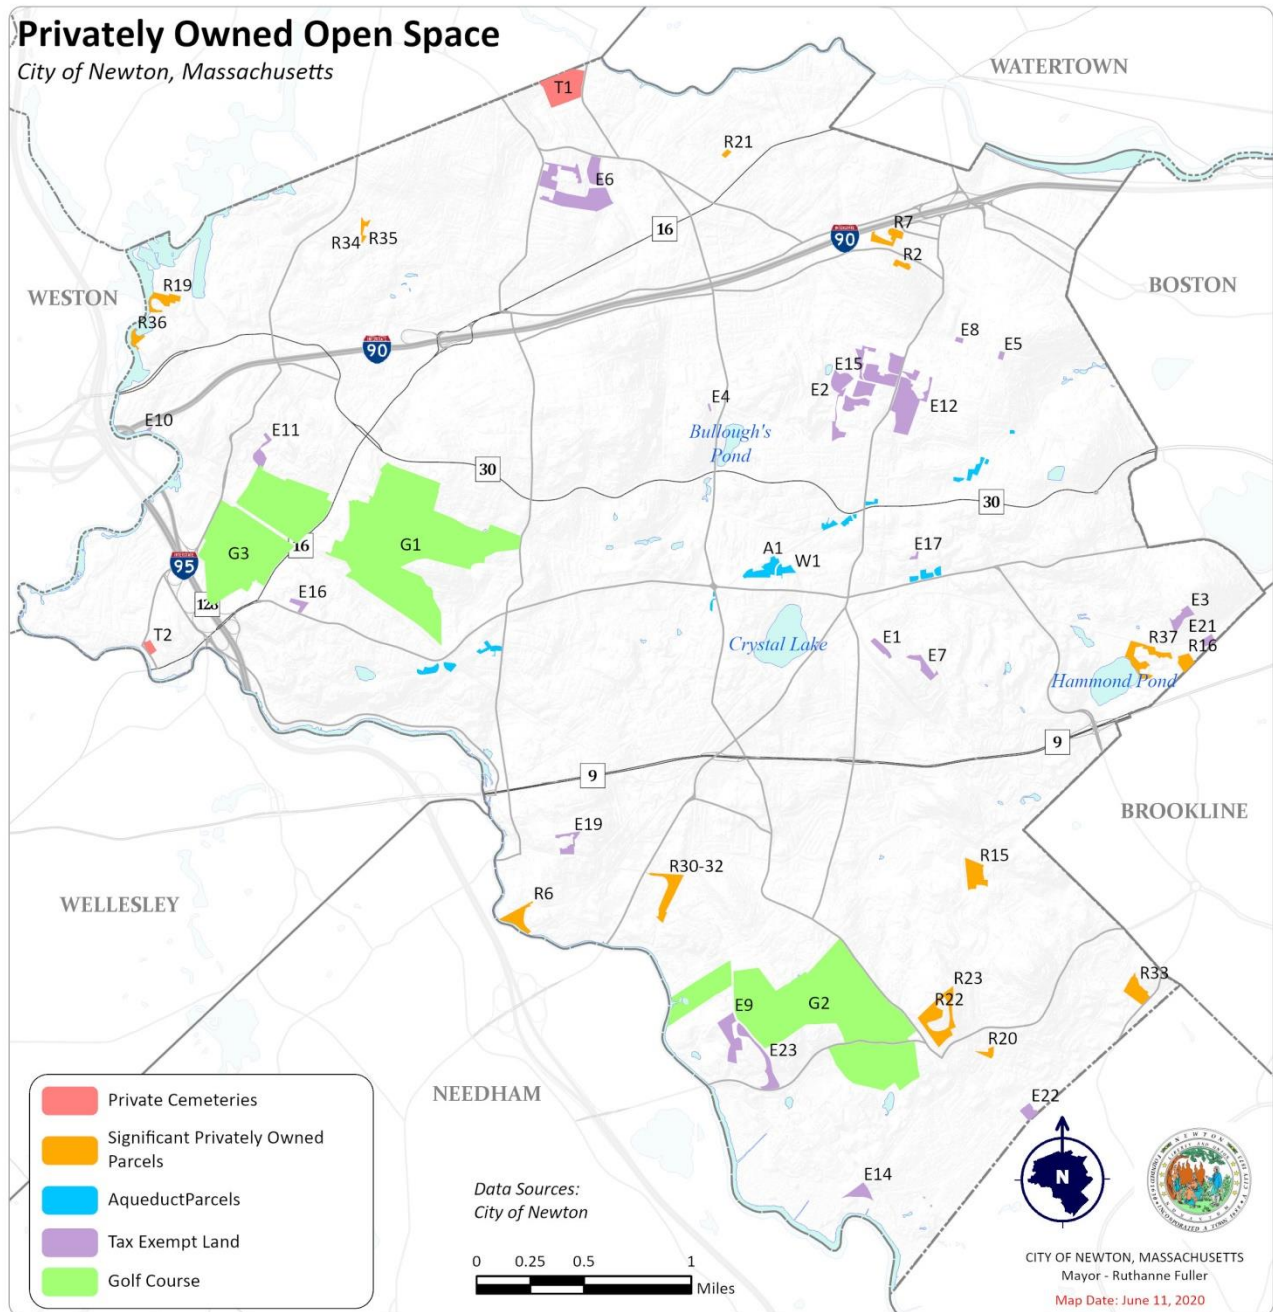 Privately Owned Open Space
City of Newton, Massachusetts
WATERTOWN
T1
R21
E6
16
R7
90
R2
R34
R35
WESTON
R19
BOSTON
R36
90
E8
E5
E15
E2
E4
E12
E10
E11
Bullough's
Pond
30
30
G3
16
G1
A1
W1
E17
95
128
E16
E3
E21
T2
Crystal Lake
E1
R37
R16
E7
Hammond Pond
9
9
BROOKLINE
E19
R30-32
R15
R6
WELLESLEY
R23
R33
E9
G2
R22
E23
R20
NEEDHAM
E22
E14
Private Cemeteries
Significant Privately Owned
Parcels
AqueductParcels
Tax Exempt Land
Golf Course
Data Sources:
City of Newton
0 0.25 0.5 1
Miles
N
CITY OF NEWTON, MASSACHUSETTS
Mayor - Ruthanne Fuller
Map Date: June 11, 2020